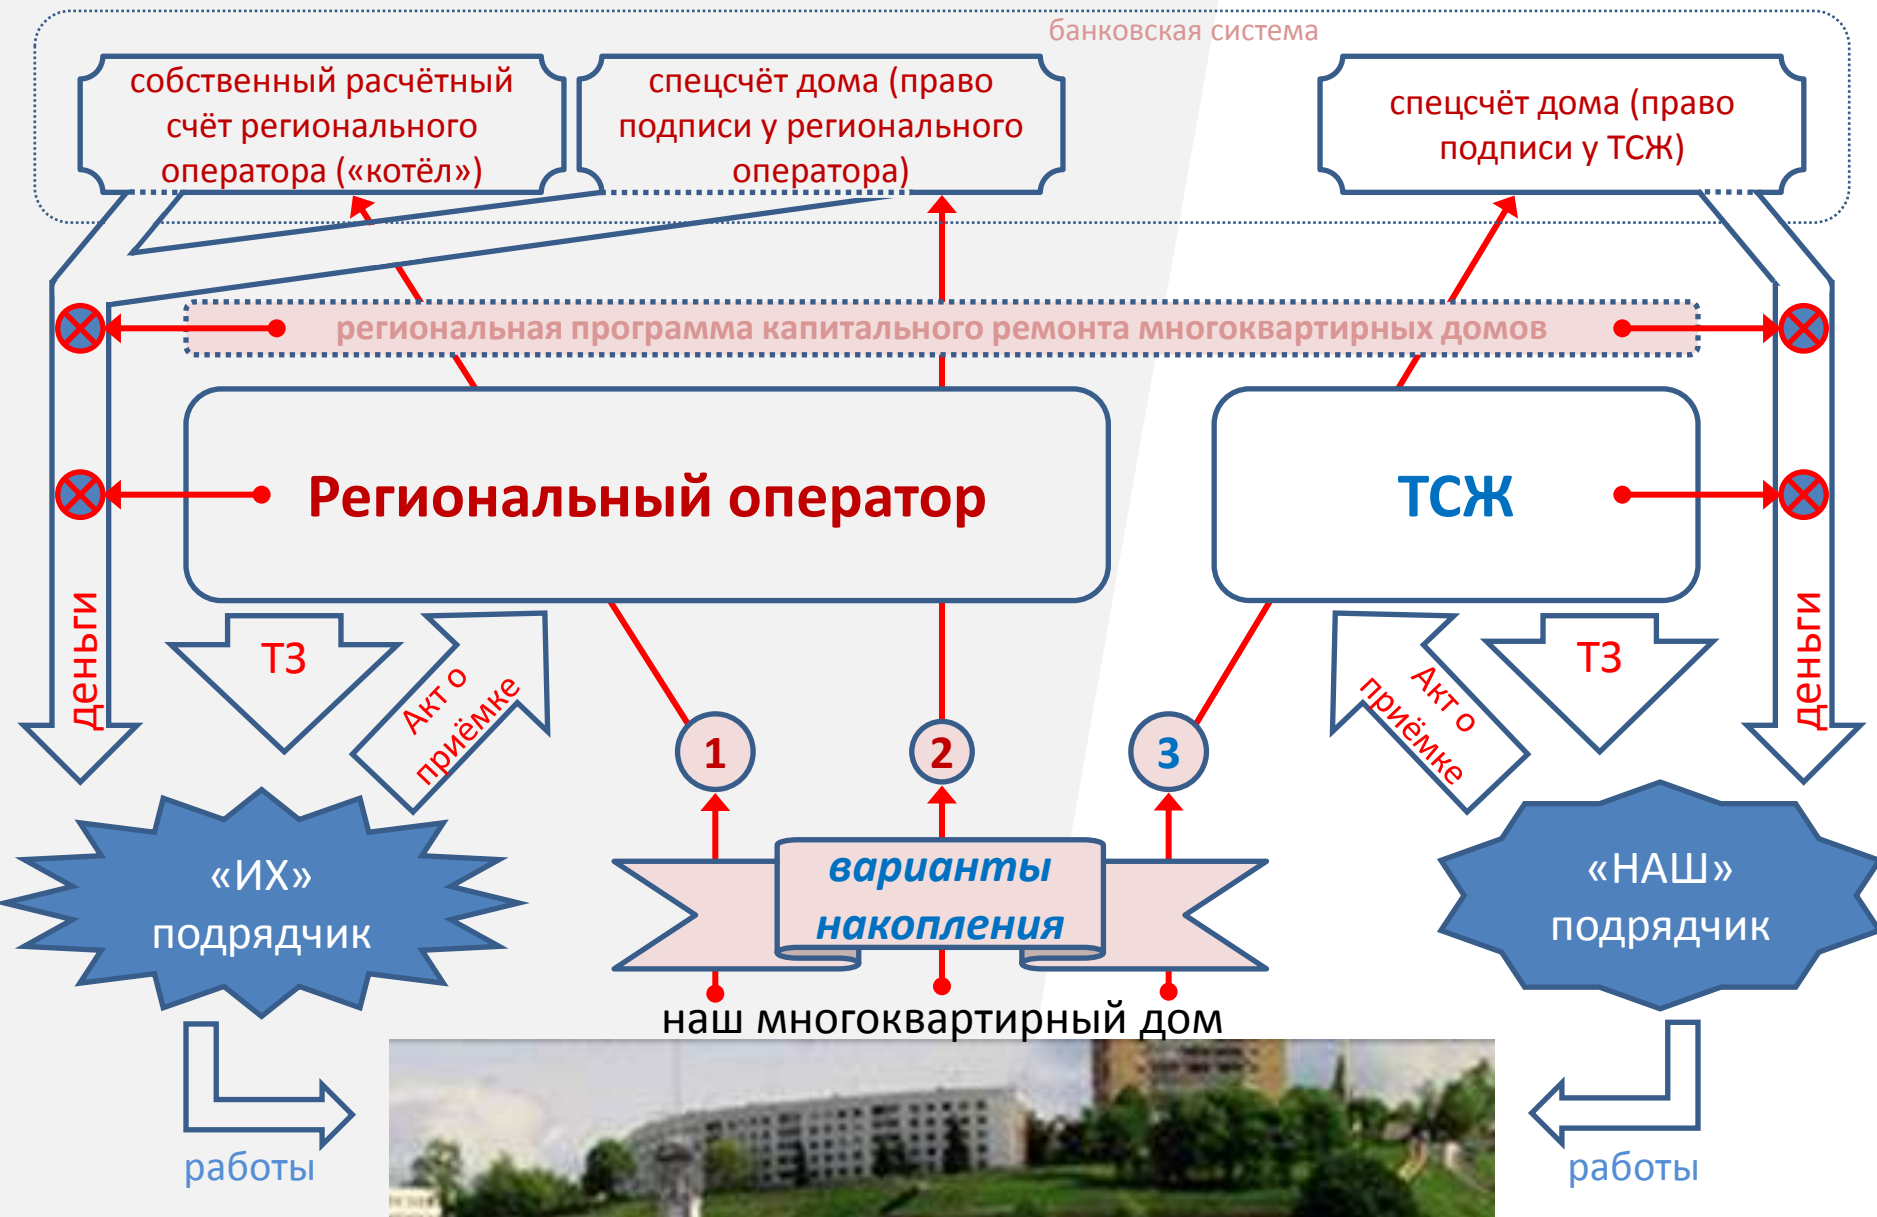 банковская система
собственный расчётный
счёт регионального
оператора («котёл»)
спецсчёт дома (право
подписи у регионального
оператора)
спецсчёт дома (право
подписи у ТСЖ)
региональная программа капитального ремонта многоквартирных домов
Региональный оператор
ТСЖ
деньги
ТЗ
Акт о
приёмке
1
2
3
Акт о
приёмке
ТЗ
деньги
«ИХ»
подрядчик
варианты
накопления
«НАШ»
подрядчик
наш многоквартирный дом
работы
работы